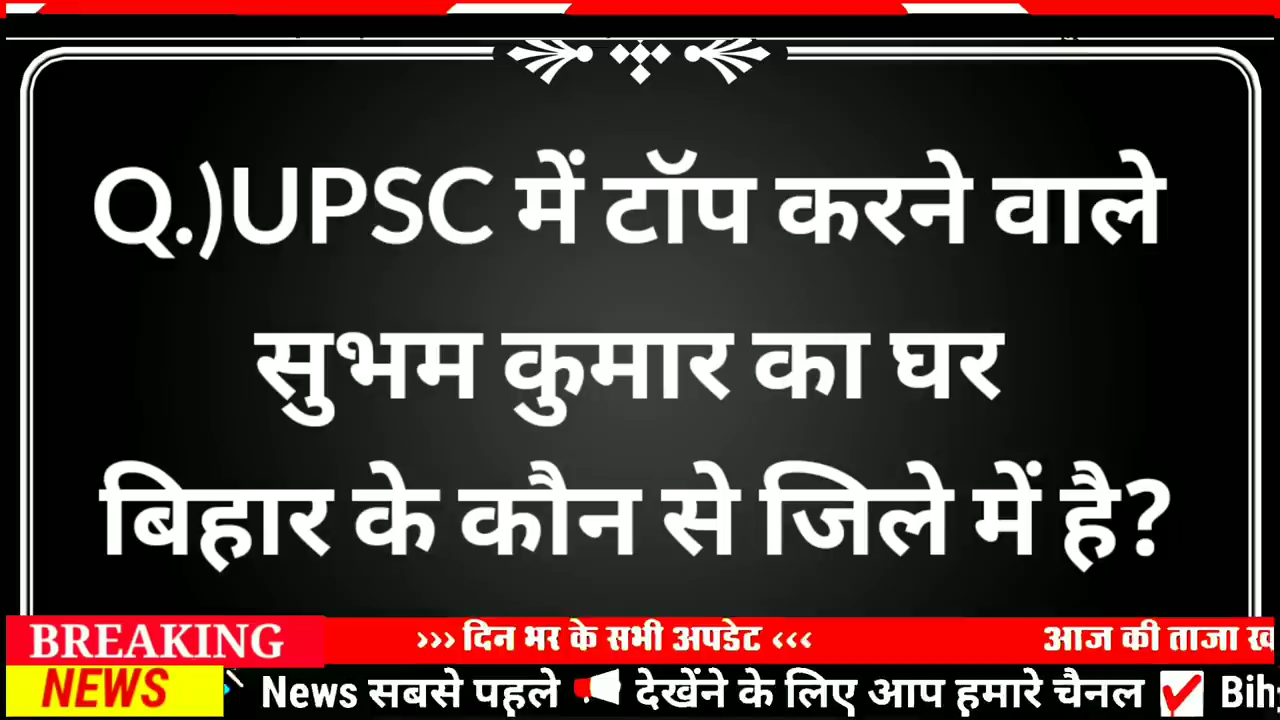 Q.)UPSC में टॉप करने वाले
सुभम कुमार का घर
बिहार के कौन से जिले में है?
BREAKING
>>> दिन भर के सभी अपडेट <<<
आज की ताजा
NEWS
News सबसे पहले देखेंने के लिए आप हमारे चैनल